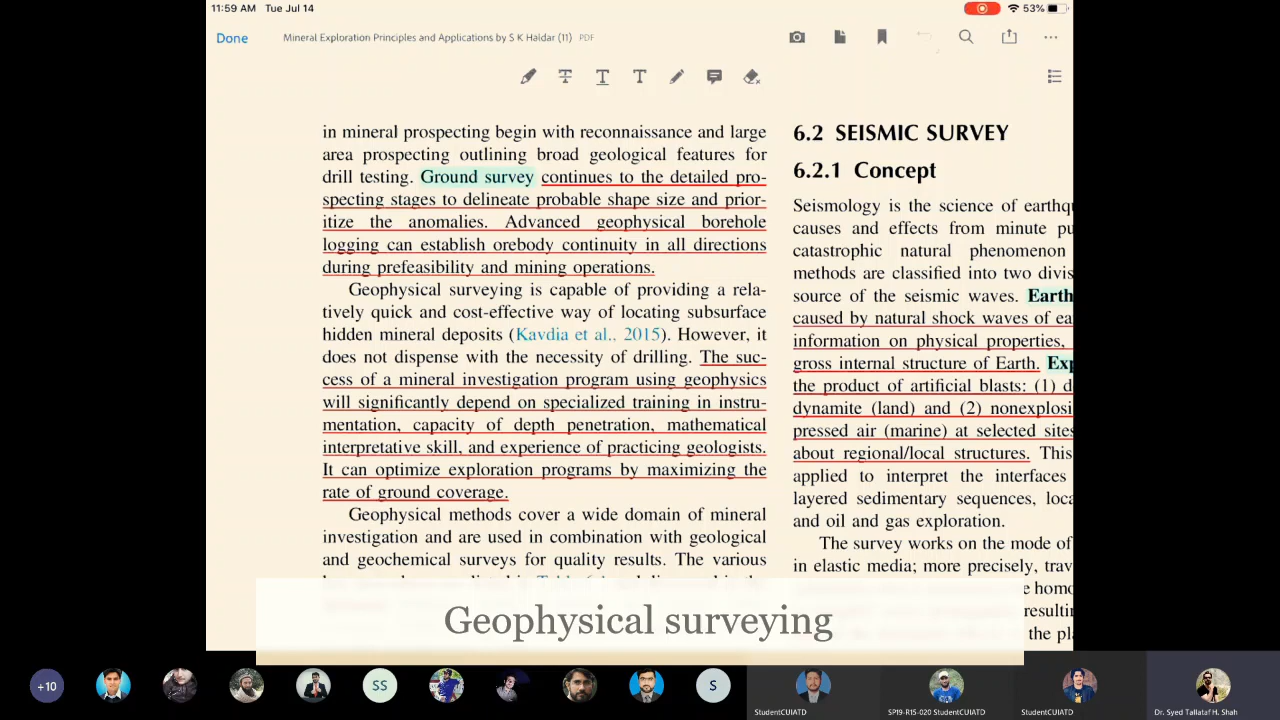 11:59 AM Tue Jul 14
53%
Done
Mineral Exploration Principles and Applications by S K Haldar (11) PDF
in mineral prospecting begin with reconnaissance and large
area prospecting outlining broad geological features for
drill testing. Ground survey continues to the detailed pro-
specting stages to delineate probable shape size and prior-
itize the anomalies. Advanced geophysical borehole
logging can establish orebody continuity in all directions
during prefeasibility and mining operations.
Geophysical surveying is capable of providing a rela-
tively quick and cost-effective way of locating subsurface
hidden mineral deposits (Kavdia et al., 2015). However, it
does not dispense with the necessity of drilling. The suc-
cess of a mineral investigation program using geophysics
will significantly depend on specialized training in instru-
mentation, capacity of depth penetration, mathematical
interpretative skill, and experience of practicing geologists.
It can optimize exploration programs by maximizing the
rate of ground coverage.
Geophysical methods cover a wide domain of mineral
investigation and are used in combination with geological
and geochemical surveys for quality results. The various
6.2 SEISMIC SURVEY
6.2.1 Concept
Seismology is the science of earthqu
causes and effects from minute pu
catastrophic natural phenomenon
methods are classified into two divis
source of the seismic waves. Earth
caused by natural shock waves of ea
information on physical properties,
gross internal structure of Earth. Exp
the product of artificial blasts: (1) d
dynamite (land) and (2) nonexplosi
pressed air (marine) at selected sites
about regional/local structures. This
applied to interpret the interfaces
layered sedimentary sequences, loca
and oil and gas exploration.
The survey works on the mode of
in elastic media; more precisely, trav
e homo
resultin
the pla
Geophysical surveying
+10
SS
S
StudentCUIATD
SP19-R15-020 StudentCUIATD
StudentCUIATD
Dr. Syed Tallataf H. Shah